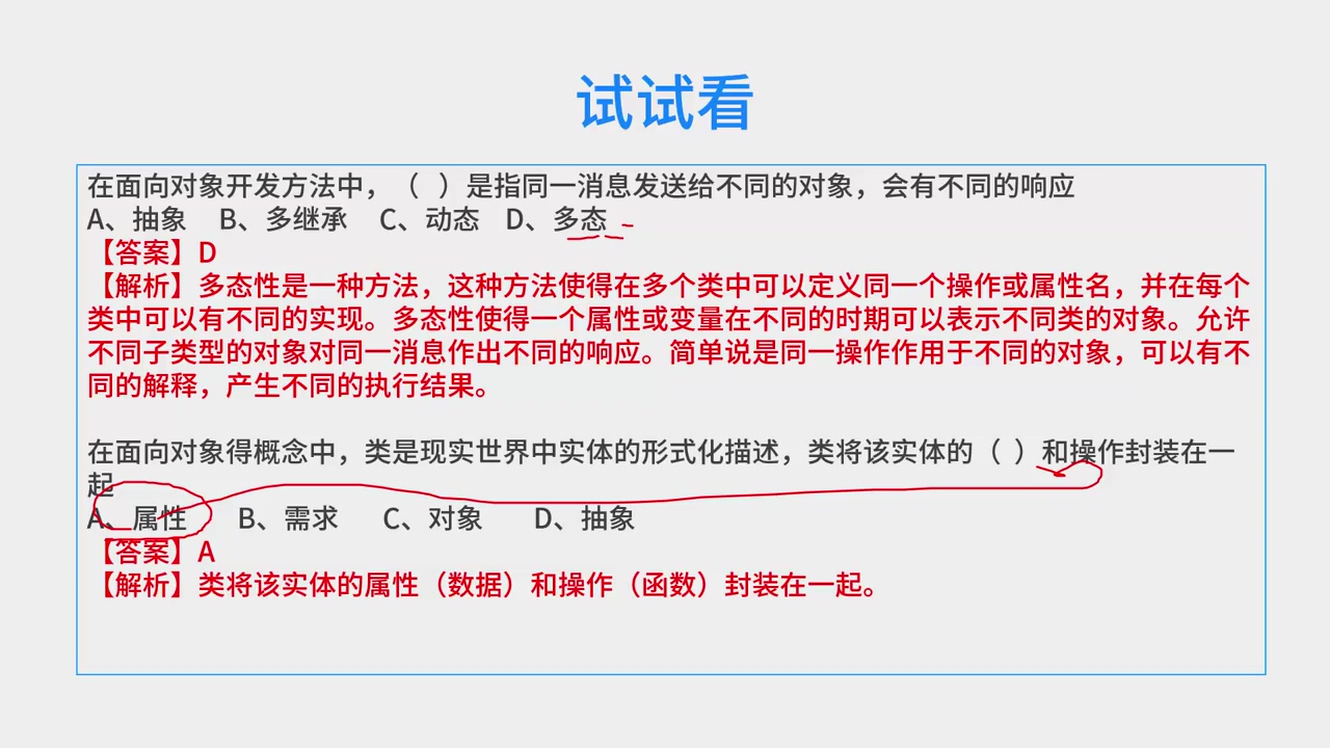 试试看
在面向对象开发方法中，（  ）是指同一消息发送给不同的对象，会有不同的响应
A、抽象  B、多继承  C、动态  D、多态
【答案】D
【解析】多态性是一种方法，这种方法使得在多个类中可以定义同一个操作或属性名，并在每个
类中可以有不同的实现。多态性使得一个属性或变量在不同的时期可以表示不同类的对象。允许
不同子类型的对象对同一消息作出不同的响应。简单说是同一操作作用于不同的对象，可以有不
同的解释，产生不同的执行结果。
在面向对象得概念中，类是现实世界中实体的形式化描述，类将该实体的（ ）和操作封装在一
起
A、属性  B、需求  C、对象  D、抽象
【答案】A
【解析】类将该实体的属性（数据）和操作（函数）封装在一起。